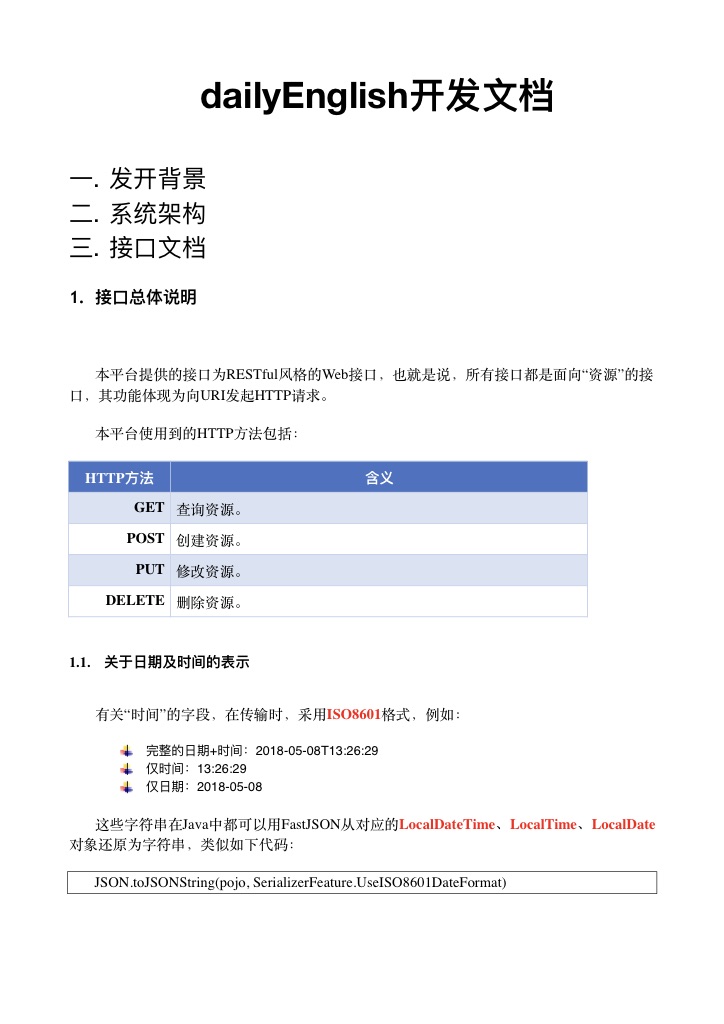 dailyEnglish开发文档
一. 发开背景
二. 系统架构
三. 接口文档
1. 接口总体说明
本平台提供的接口为RESTful风格的Web接口，也就是说，所有接口都是面向“资源”的接
口，其功能体现为向URI发起HTTP请求。
本平台使用到的HTTP方法包括：
HTTP方法 含义
GET 查询资源。
POST 创建资源。
PUT 修改资源。
DELETE 删除资源。
1.1. 关于日期及时间的表示
有关“时间”的字段，在传输时，采用ISO8601格式，例如：
完整的日期+时间：2018-05-08T13:26:29
仅时间：13:26:29
仅日期：2018-05-08
这些字符串在Java中都可以用FastJSON从对应的LocalDateTime、LocalTime、LocalDate
对象还原为字符串，类似如下代码：
JSON.toJSONString(pojo, SerializerFeature.UseISO8601DateFormat)